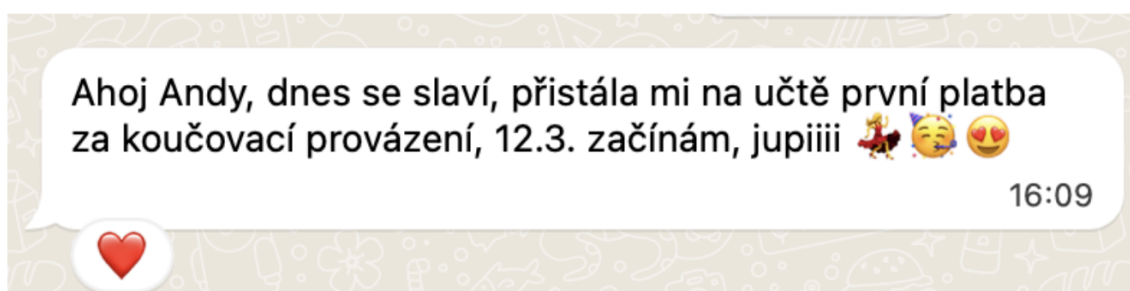 Ahoj Andy, dnes se slaví, přistála mi na učtě první platba
za koučovací provázení, 12.3. začínám, jupiiii 💃🥳😍
16:09
❤️